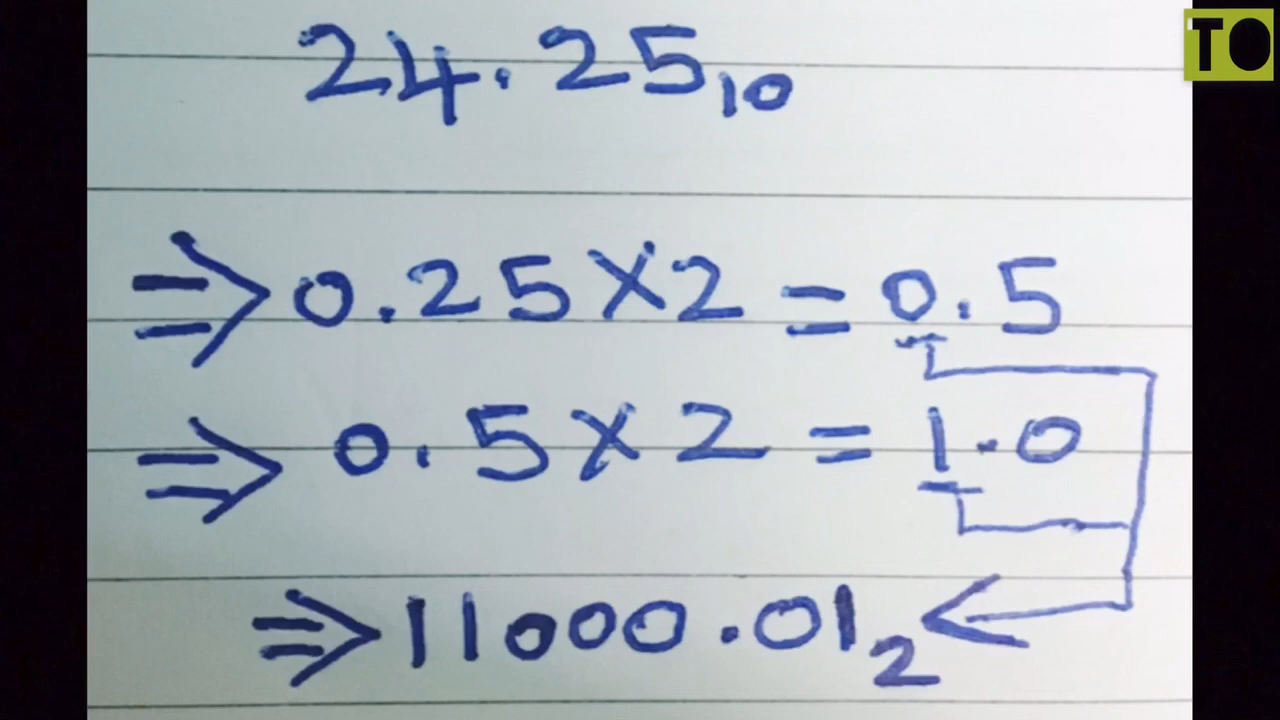 TO
24.25₁₀
⇒ 0.25 × 2 = 0.5
⇒ 0.5 × 2 = 1.0
⇒ 11000.01₂